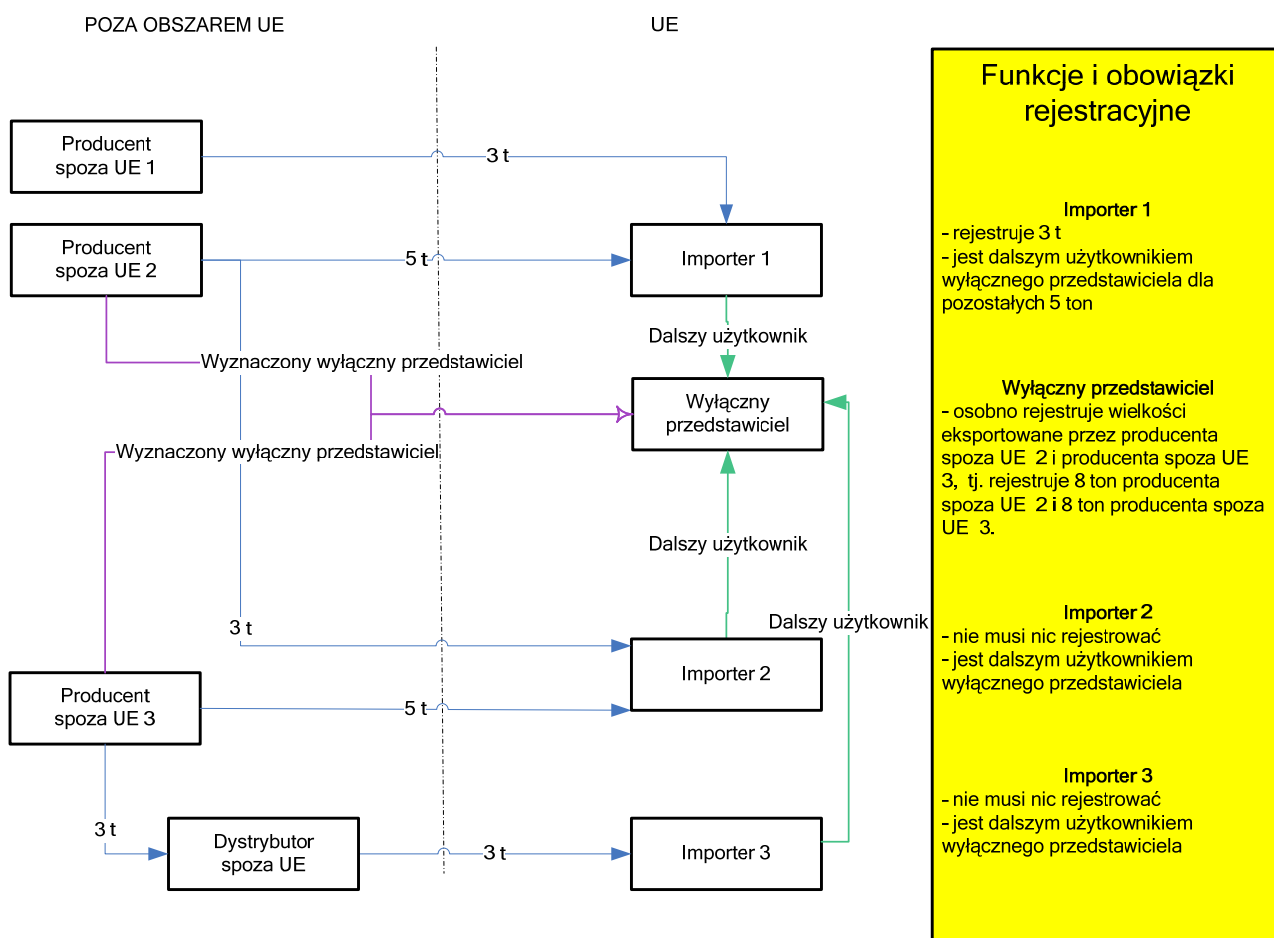 POZA OBSZAREM UE
UE
Producent
spoza UE 1
3 t
Producent
spoza UE 2
5 t
Importer 1
Dalszy użytkownik
Wyznaczony wyłączny przedstawiciel
Wyłączny
przedstawiciel
Wyznaczony wyłączny przedstawiciel
Dalszy użytkownik
3 t
Dalszy użytkownik
Importer 2
Producent
spoza UE 3
5 t
3 t
Dystrybutor
spoza UE
3 t
Importer 3
Funkcje i obowiązki
rejestracyjne
Importer 1
- rejestruje 3 t
- jest dalszym użytkownikiem
wyłącznego przedstawiciela dla
pozostałych 5 ton
Wyłączny przedstawiciel
- osobno rejestruje wielkości
eksportowane przez producenta
spoza UE 2 i producenta spoza UE
3, tj. rejestruje 8 ton producenta
spoza UE 2 i 8 ton producenta spoza
UE 3.
Importer 2
- nie musi nic rejestrować
- jest dalszym użytkownikiem
wyłącznego przedstawiciela
Importer 3
- nie musi nic rejestrować
- jest dalszym użytkownikiem
wyłącznego przedstawiciela